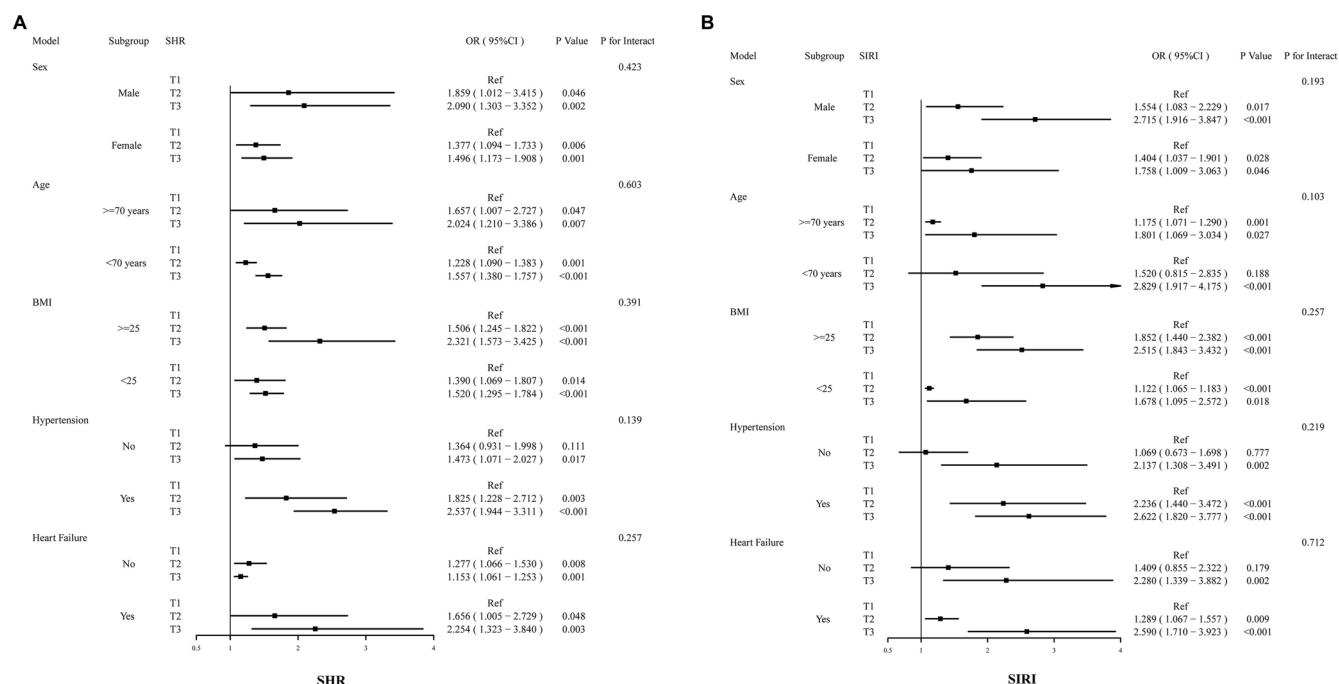 A
Model Subgroup SHR OR ( 95%CI ) P Value P for Interact
Sex 0.423
T1 Ref
Male T2 1.859 ( 1.012 − 3.415 ) 0.046
T3 2.090 ( 1.303 − 3.352 ) 0.002
T1 Ref
Female T2 1.377 ( 1.094 − 1.733 ) 0.006
T3 1.496 ( 1.173 − 1.908 ) 0.001
Age 0.603
T1 Ref
>=70 years T2 1.657 ( 1.007 − 2.727 ) 0.047
T3 2.024 ( 1.210 − 3.386 ) 0.007
T1 Ref
<70 years T2 1.228 ( 1.090 − 1.383 ) 0.001
T3 1.557 ( 1.380 − 1.757 ) <0.001
BMI 0.391
T1 Ref
>=25 T2 1.506 ( 1.245 − 1.822 ) <0.001
T3 2.321 ( 1.573 − 3.425 ) <0.001
T1 Ref
<25 T2 1.390 ( 1.069 − 1.807 ) 0.014
T3 1.520 ( 1.295 − 1.784 ) <0.001
Hypertension 0.139
T1 Ref
No T2 1.364 ( 0.931 − 1.998 ) 0.111
T3 1.473 ( 1.071 − 2.027 ) 0.017
T1 Ref
Yes T2 1.825 ( 1.228 − 2.712 ) 0.003
T3 2.537 ( 1.944 − 3.311 ) <0.001
Heart Failure 0.257
T1 Ref
No T2 1.277 ( 1.066 − 1.530 ) 0.008
T3 1.153 ( 1.061 − 1.253 ) 0.001
T1 Ref
Yes T2 1.656 ( 1.005 − 2.729 ) 0.048
T3 2.254 ( 1.323 − 3.840 ) 0.003
0.5 1 2 3 4
SHR
B
Model Subgroup SIRI OR ( 95%CI ) P Value P for Interact
Sex 0.193
T1 Ref
Male T2 1.554 ( 1.083 − 2.229 ) 0.017
T3 2.715 ( 1.916 − 3.847 ) <0.001
T1 Ref
Female T2 1.404 ( 1.037 − 1.901 ) 0.028
T3 1.758 ( 1.009 − 3.063 ) 0.046
Age 0.103
T1 Ref
>=70 years T2 1.175 ( 1.071 − 1.290 ) 0.001
T3 1.801 ( 1.069 − 3.034 ) 0.027
T1 Ref
<70 years T2 1.520 ( 0.815 − 2.835 ) 0.188
T3 2.829 ( 1.917 − 4.175 ) <0.001
BMI 0.257
T1 Ref
>=25 T2 1.852 ( 1.440 − 2.382 ) <0.001
T3 2.515 ( 1.843 − 3.432 ) <0.001
T1 Ref
<25 T2 1.122 ( 1.065 − 1.183 ) <0.001
T3 1.678 ( 1.095 − 2.572 ) 0.018
Hypertension 0.219
T1 Ref
No T2 1.069 ( 0.673 − 1.698 ) 0.777
T3 2.137 ( 1.308 − 3.491 ) 0.002
T1 Ref
Yes T2 2.236 ( 1.440 − 3.472 ) <0.001
T3 2.622 ( 1.820 − 3.777 ) <0.001
Heart Failure 0.712
T1 Ref
No T2 1.409 ( 0.855 − 2.322 ) 0.179
T3 2.280 ( 1.339 − 3.882 ) 0.002
T1 Ref
Yes T2 1.289 ( 1.067 − 1.557 ) 0.009
T3 2.590 ( 1.710 − 3.923 ) <0.001
0.5 1 2 3 4
SIRI